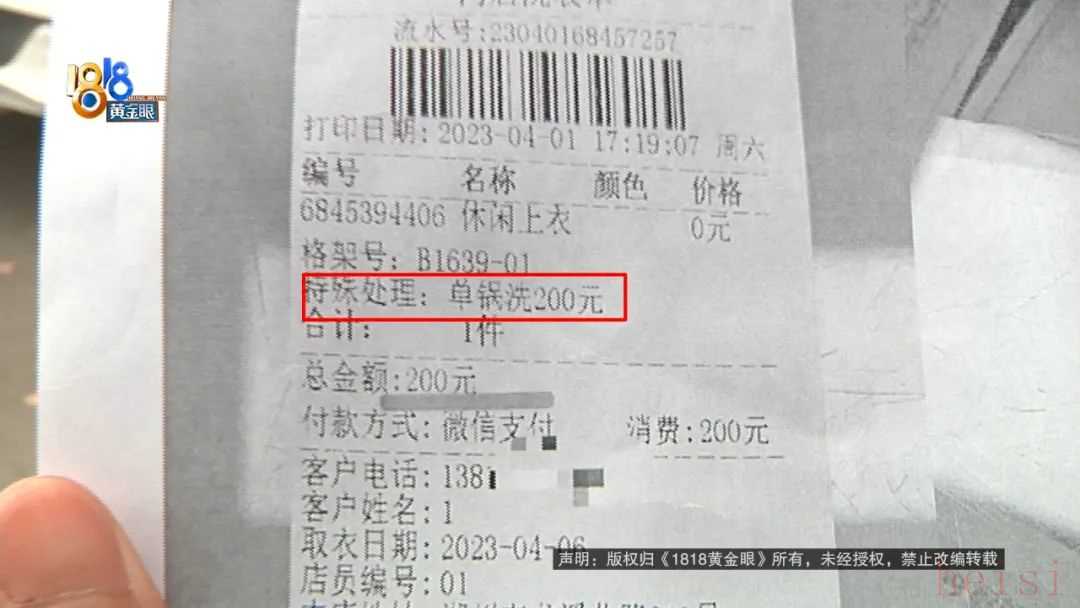 1818
黄金眼
流水号:23040168457257
打印日期:2023-04-01 17:19:07 周六
编号 名称 颜色 价格
6845394406 休闲上衣 0元
格架号: B1639-01
特殊处理: 单锅洗200元
合计: 1件
总金额:200元
付款方式:微信支付 消费:200元
客户电话:138
客户姓名:1
取衣日期:2023-04-06
声明：版权归《1818黄金眼》所有，未经授权，禁止改编转载
店员编号:01
heisi